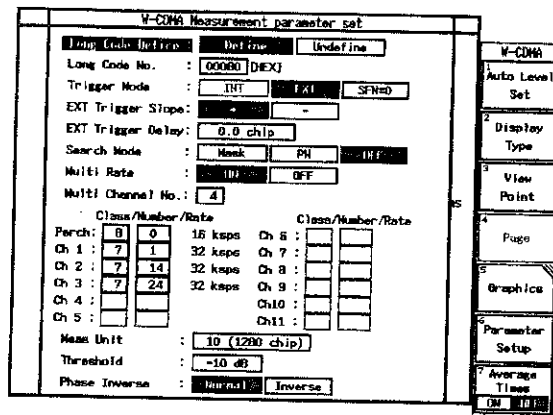 W-CDMA Measurement parameter set
Long Code Define : Define Undefine
Long Code No. : 00080 [HEX]
Trigger Mode : INT EXT SFN=0
EXT Trigger Slope: + -
EXT Trigger Delay: 0.0 chip
Search Mode : Mask PN OFF
Multi Rate : ON OFF
Multi Channel No.: 4
Class/Number/Rate Class/Number/Rate
Perch: 8 0 16 ksps Ch 6 :
Ch 1 : 7 1 32 ksps Ch 7 :
Ch 2 : 7 14 32 ksps Ch 8 :
Ch 3 : 7 24 32 ksps Ch 9 :
Ch 4 : Ch10 :
Ch 5 : Ch11 :
Meas Unit : 10 (1280 chip)
Threshold : -10 dB
Phase Inverse : Normal Inverse
W-CDMA
1 Auto Level
Set
2 Display
Type
3 View
Point
4
Page
5
Graphics
6 Parameter
Setup
7 Average
Times
ON OFF